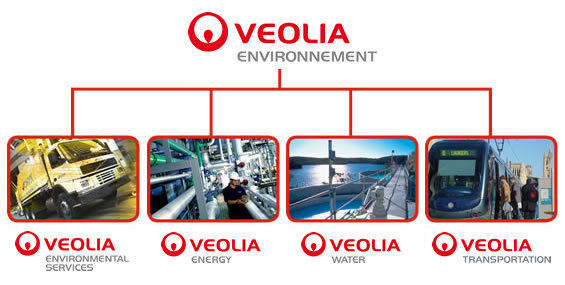 VEOLIA
ENVIRONNEMENT
VEOLIA
ENVIRONMENTAL
SERVICES
VEOLIA
ENERGY
VEOLIA
WATER
VEOLIA
TRANSPORTATION